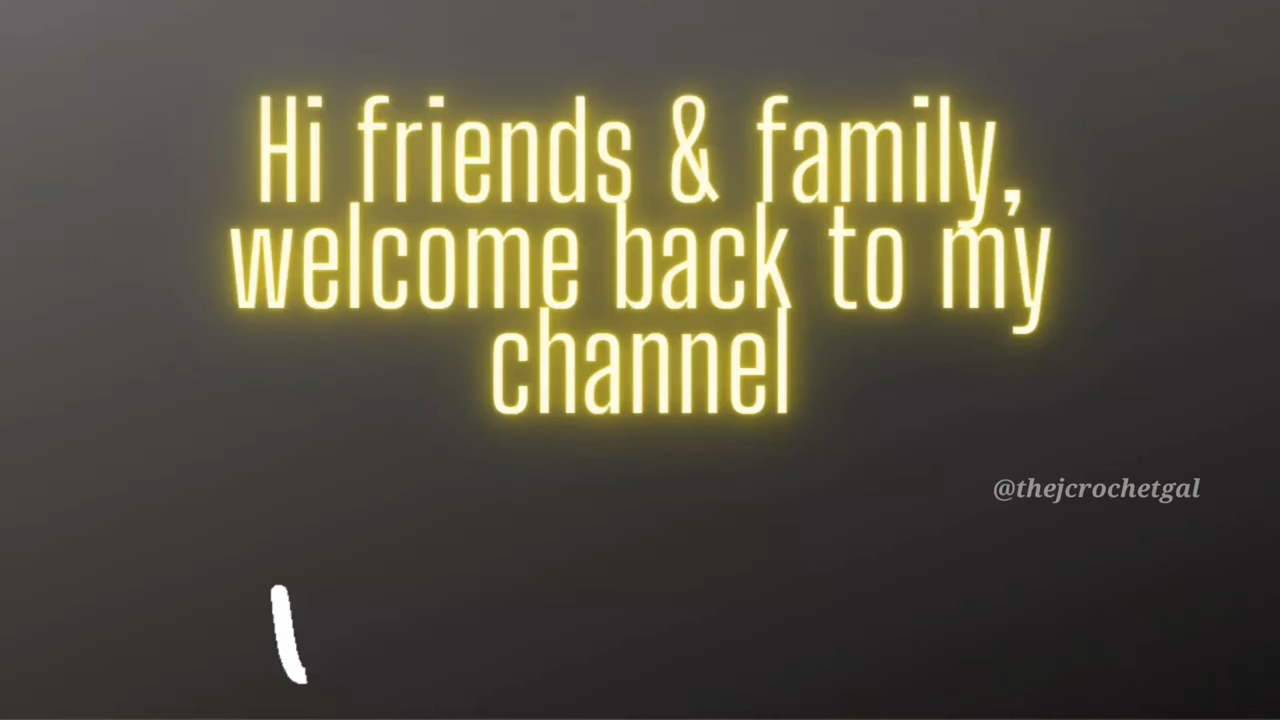 Hi friends & family,
welcome back to my
channel
@thejcrochetgal